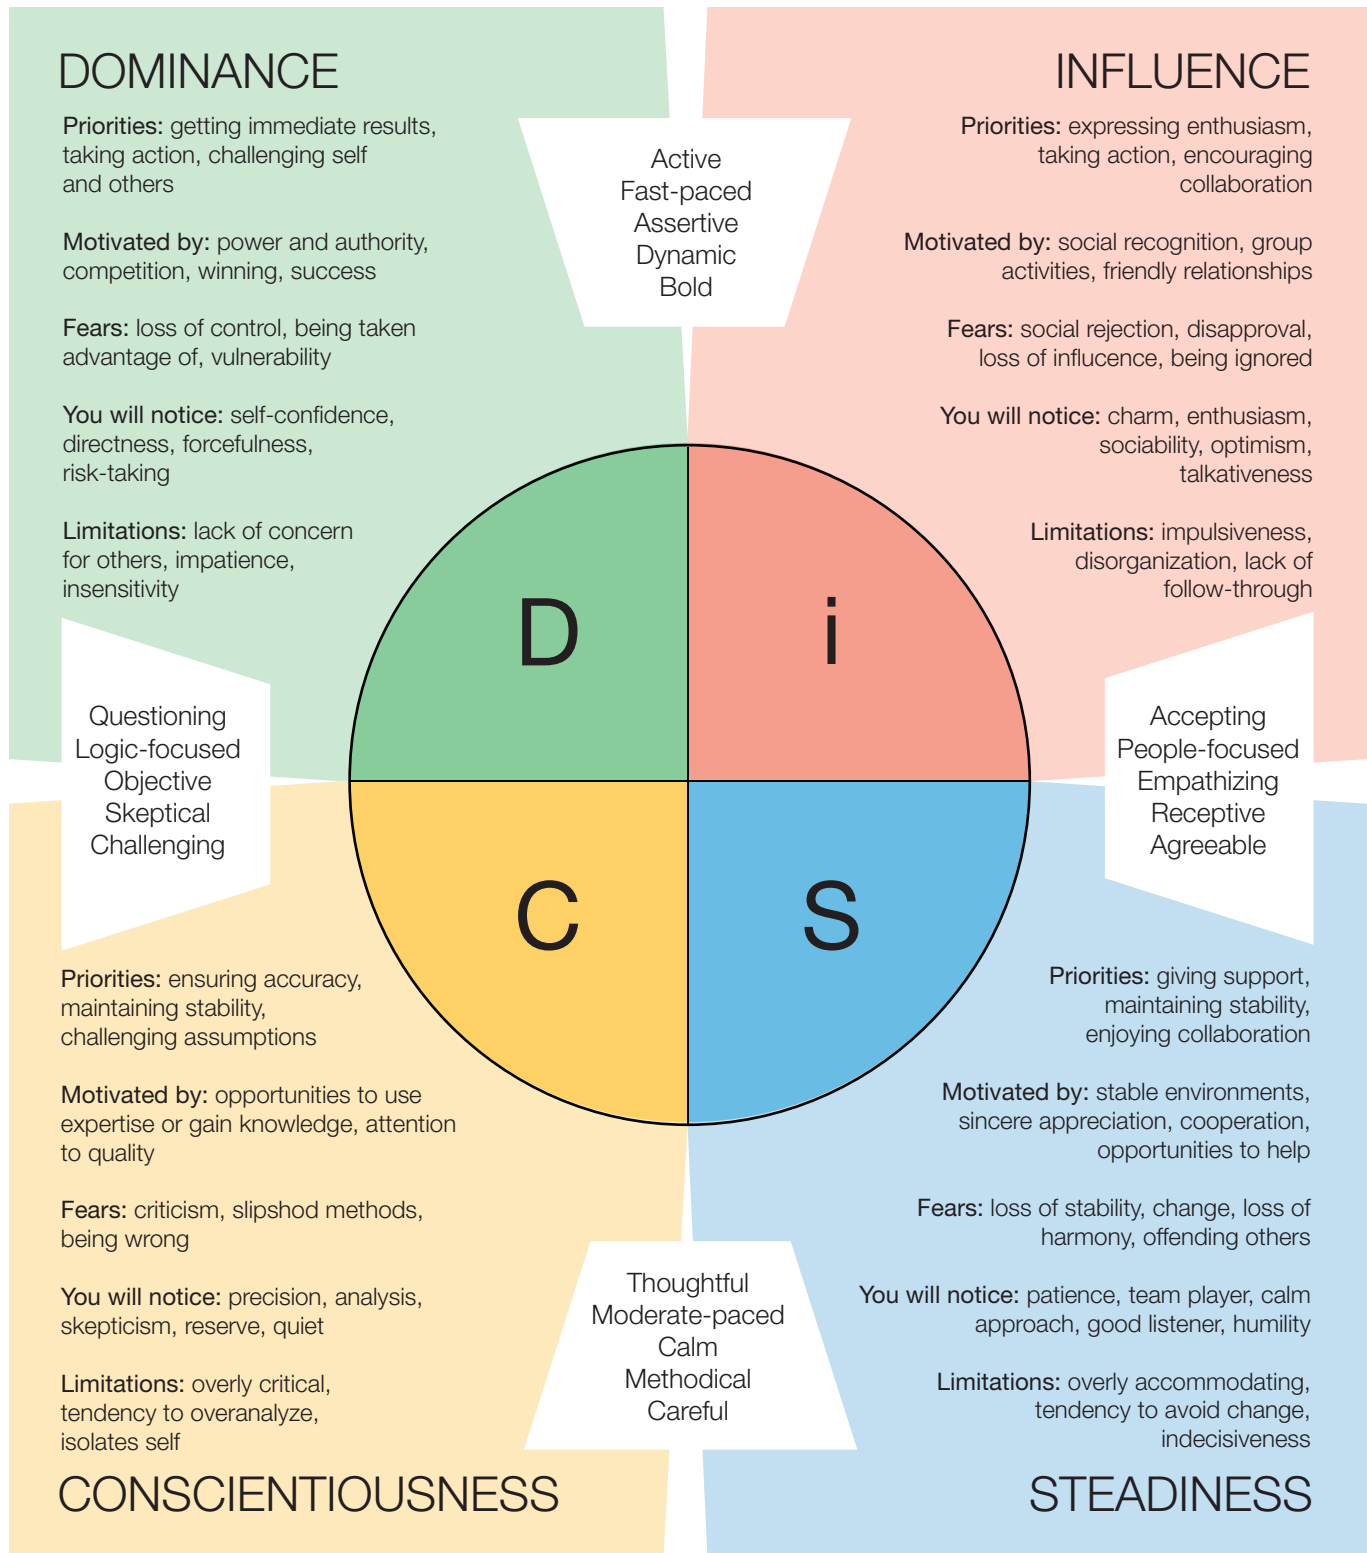 DOMINANCE
Priorities: getting immediate results,
taking action, challenging self
and others
Motivated by: power and authority,
competition, winning, success
Fears: loss of control, being taken
advantage of, vulnerability
You will notice: self-confidence,
directness, forcefulness,
risk-taking
Limitations: lack of concern
for others, impatience,
insensitivity
Active
Fast-paced
Assertive
Dynamic
Bold
INFLUENCE
Priorities: expressing enthusiasm,
taking action, encouraging
collaboration
Motivated by: social recognition, group
activities, friendly relationships
Fears: social rejection, disapproval,
loss of influcence, being ignored
You will notice: charm, enthusiasm,
sociability, optimism,
talkativeness
Limitations: impulsiveness,
disorganization, lack of
follow-through
D
i
Questioning
Logic-focused
Objective
Skeptical
Challenging
Accepting
People-focused
Empathizing
Receptive
Agreeable
C
S
Priorities: ensuring accuracy,
maintaining stability,
challenging assumptions
Motivated by: opportunities to use
expertise or gain knowledge, attention
to quality
Fears: criticism, slipshod methods,
being wrong
You will notice: precision, analysis,
skepticism, reserve, quiet
Limitations: overly critical,
tendency to overanalyze,
isolates self
CONSCIENTIOUSNESS
Thoughtful
Moderate-paced
Calm
Methodical
Careful
Priorities: giving support,
maintaining stability,
enjoying collaboration
Motivated by: stable environments,
sincere appreciation, cooperation,
opportunities to help
Fears: loss of stability, change, loss of
harmony, offending others
You will notice: patience, team player, calm
approach, good listener, humility
Limitations: overly accommodating,
tendency to avoid change,
indecisiveness
STEADINESS